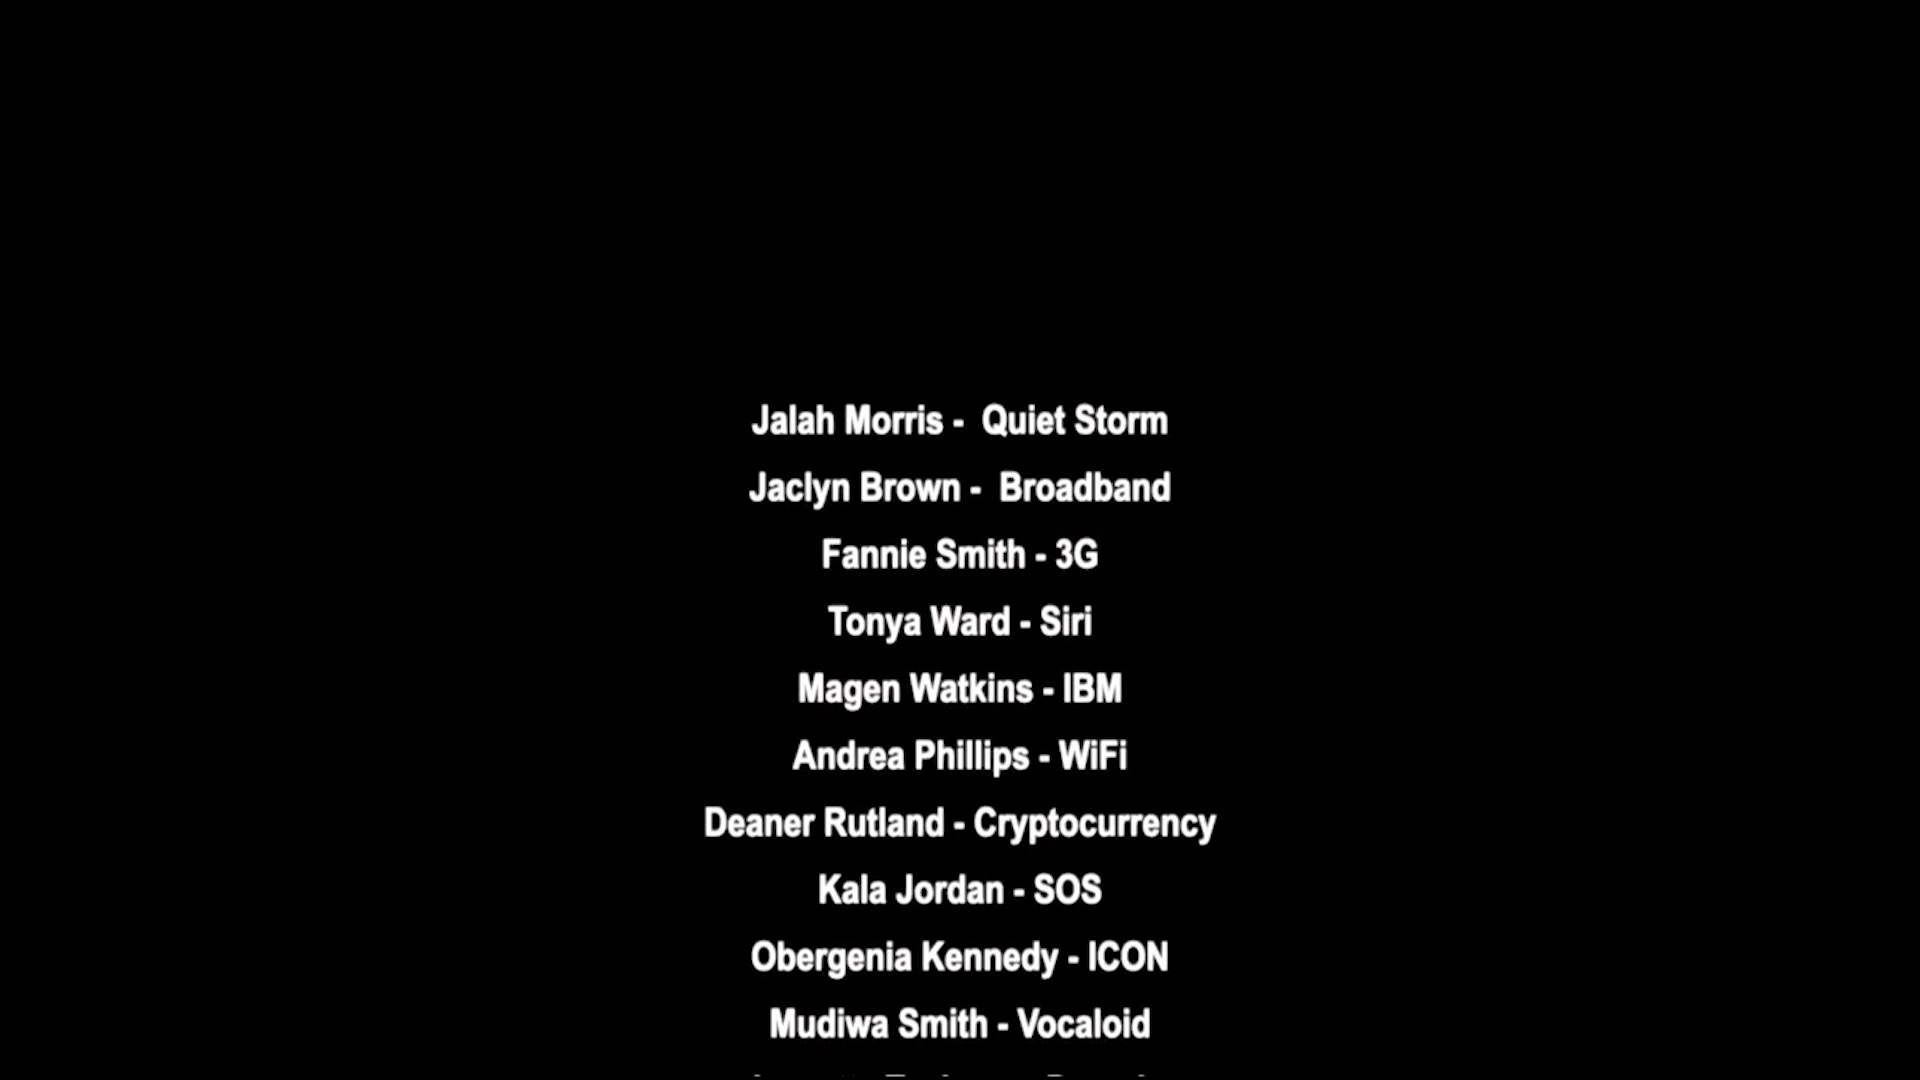 Jalah Morris -  Quiet Storm
Jaclyn Brown -  Broadband
Fannie Smith - 3G
Tonya Ward - Siri
Magen Watkins - IBM
Andrea Phillips - WiFi
Deaner Rutland - Cryptocurrency
Kala Jordan - SOS
Obergenia Kennedy - ICON
Mudiwa Smith - Vocaloid